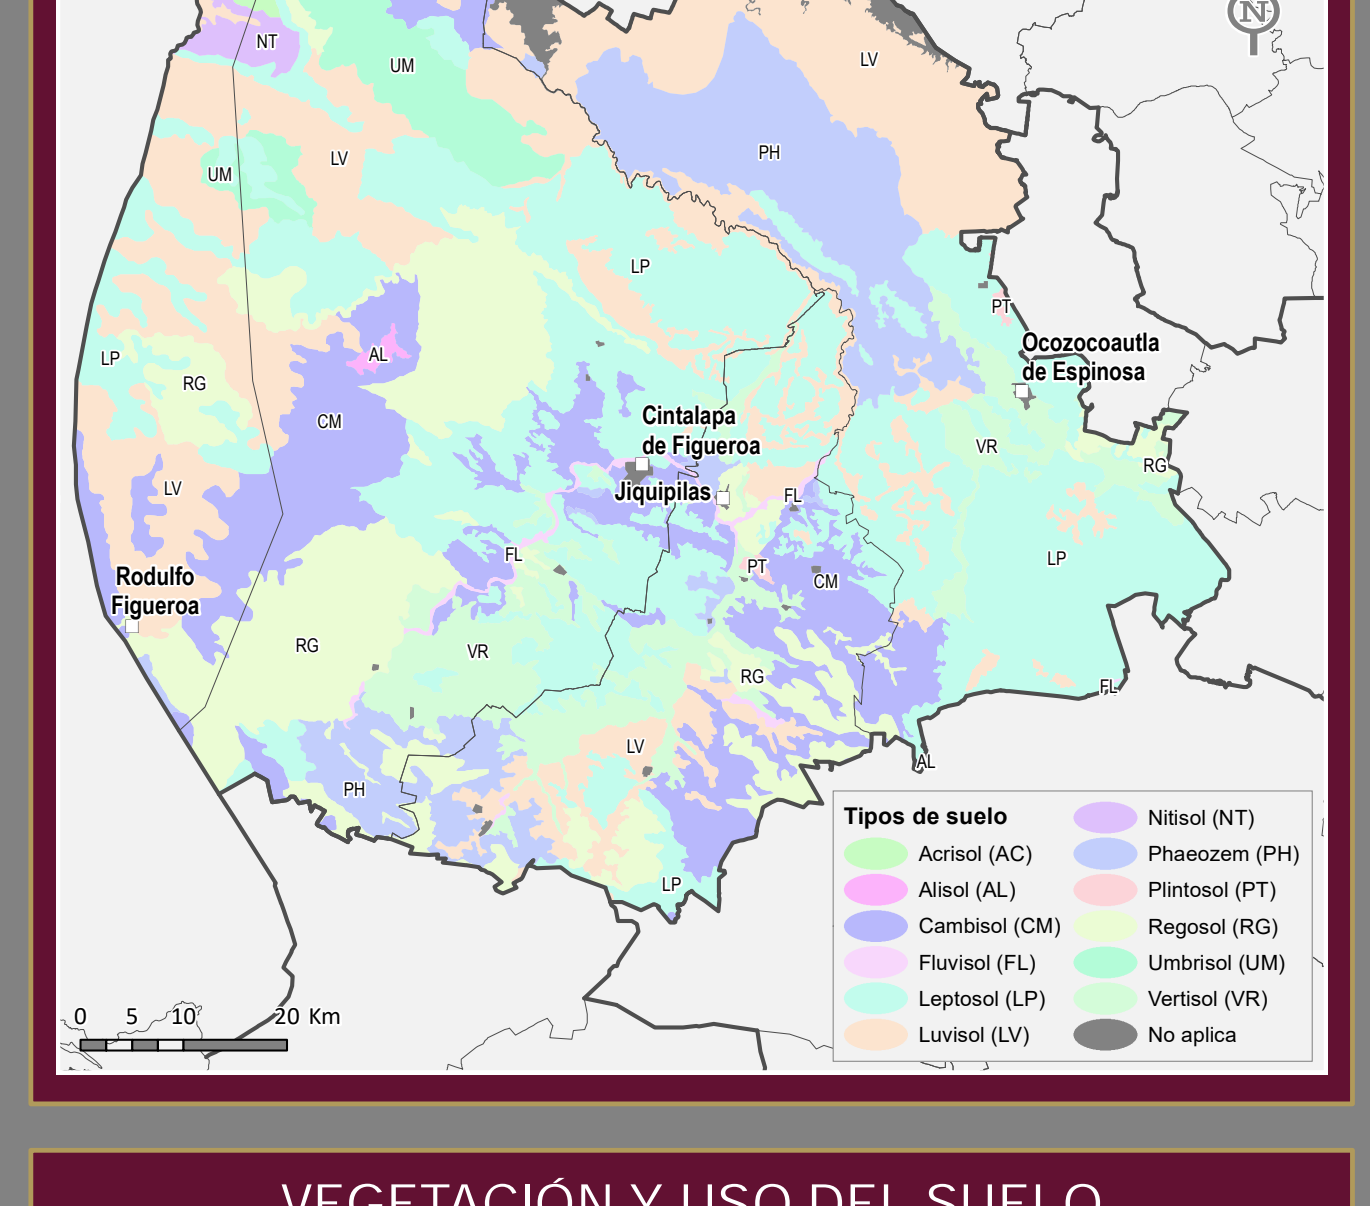 N
NT
UM
LV
PH
LV
UM
LP
PT
Ocozocoautla
de Espinosa
LP
AL
RG
CM
Cintalapa
de Figueroa
VR
RG
LV
Jiquipilas
FL
FL
PT
CM
LP
Rodulfo
Figueroa
RG
VR
RG
FL
LV
AL
PH
LP
Tipos de suelo
Acrisol (AC)
Alisol (AL)
Cambisol (CM)
Fluvisol (FL)
Leptosol (LP)
Luvisol (LV)
Nitisol (NT)
Phaeozem (PH)
Plintosol (PT)
Regosol (RG)
Umbrisol (UM)
Vertisol (VR)
No aplica
0 5 10 20 Km
VEGETACIÓN Y USO DEL SUELO